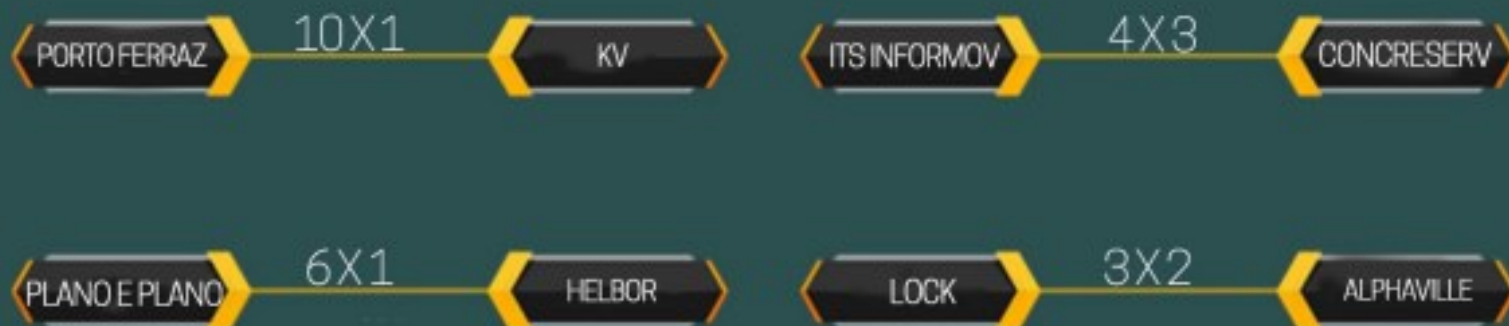 PORTO FERRAZ 10X1 KV
ITS INFORMOV 4X3 CONCRESERV
PLANO E PLANO 6X1 HELBOR
LOCK 3X2 ALPHAVILLE